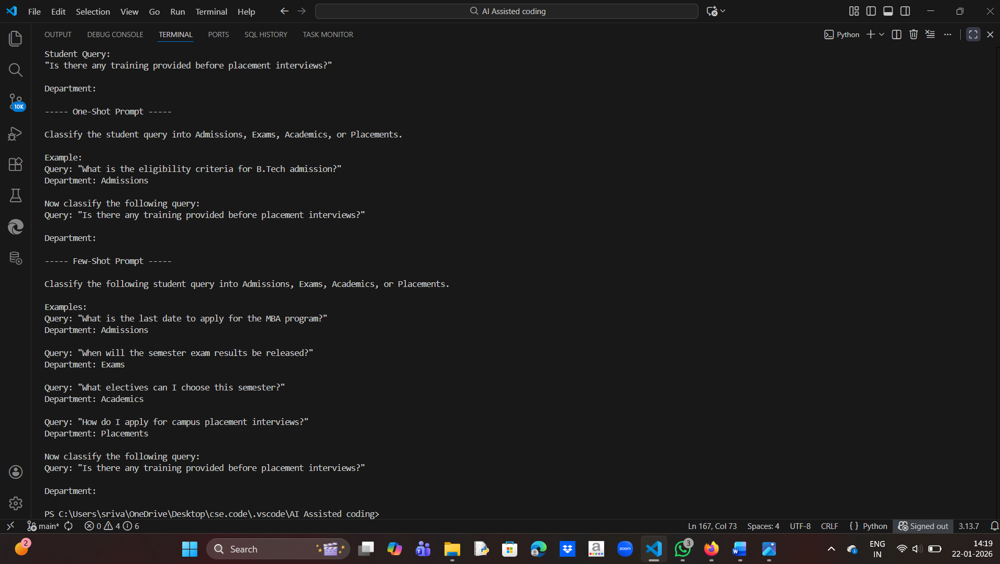 File Edit Selection View Go Run Terminal Help
AI Assisted coding
OUTPUT DEBUG CONSOLE TERMINAL PORTS SQL HISTORY TASK MONITOR
Python
Student Query:
"Is there any training provided before placement interviews?"
Department:
----- One-Shot Prompt -----
Classify the student query into Admissions, Exams, Academics, or Placements.
Example:
Query: "What is the eligibility criteria for B.Tech admission?"
Department: Admissions
Now classify the following query:
Query: "Is there any training provided before placement interviews?"
Department:
----- Few-Shot Prompt -----
Classify the following student query into Admissions, Exams, Academics, or Placements.
Examples:
Query: "What is the last date to apply for the MBA program?"
Department: Admissions
Query: "When will the semester exam results be released?"
Department: Exams
Query: "What electives can I choose this semester?"
Department: Academics
Query: "How do I apply for campus placement interviews?"
Department: Placements
Now classify the following query:
Query: "Is there any training provided before placement interviews?"
Department:
PS C:\Users\sriva\OneDrive\Desktop\cse.code\.vscode\AI Assisted coding>
10K
main* 0 4 6
Ln 167, Col 73 Spaces: 4 UTF-8 CRLF {} Python Signed out 3.13.7
2
Search
T
a
zoom
3
W
ENG
IN
14:19
22-01-2026